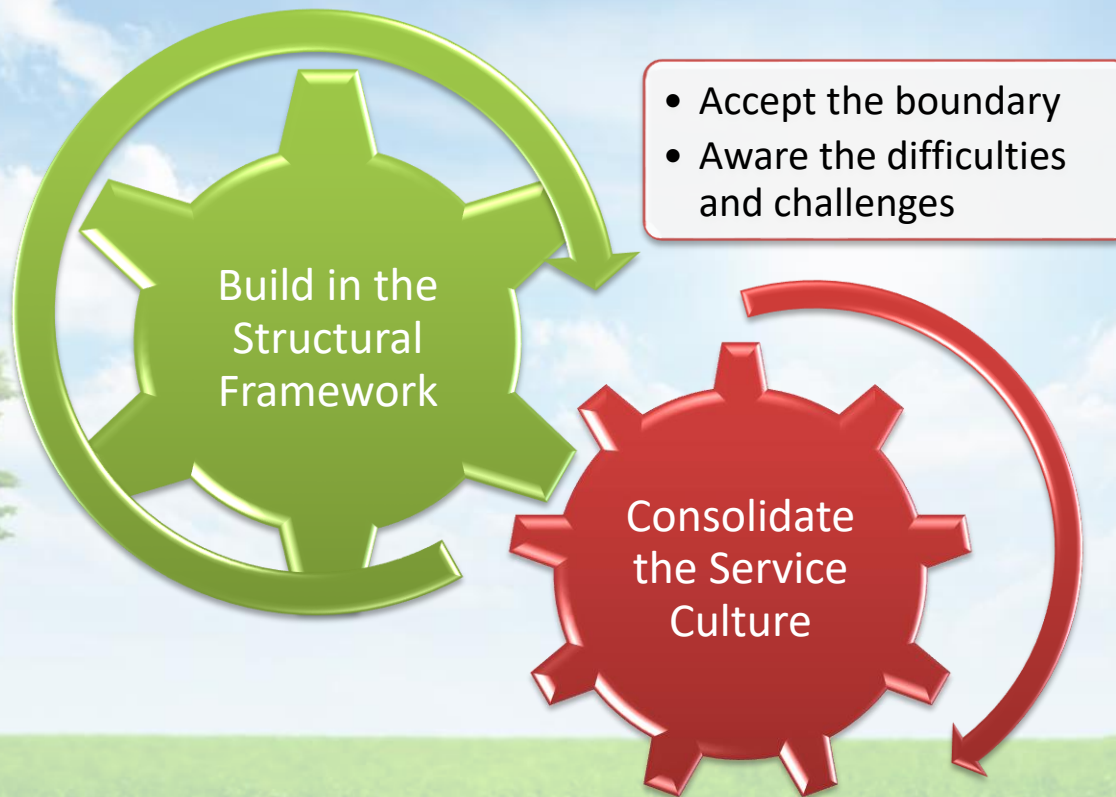 • Accept the boundary
• Aware the difficulties
and challenges
Build in the
Structural
Framework
Consolidate
the Service
Culture